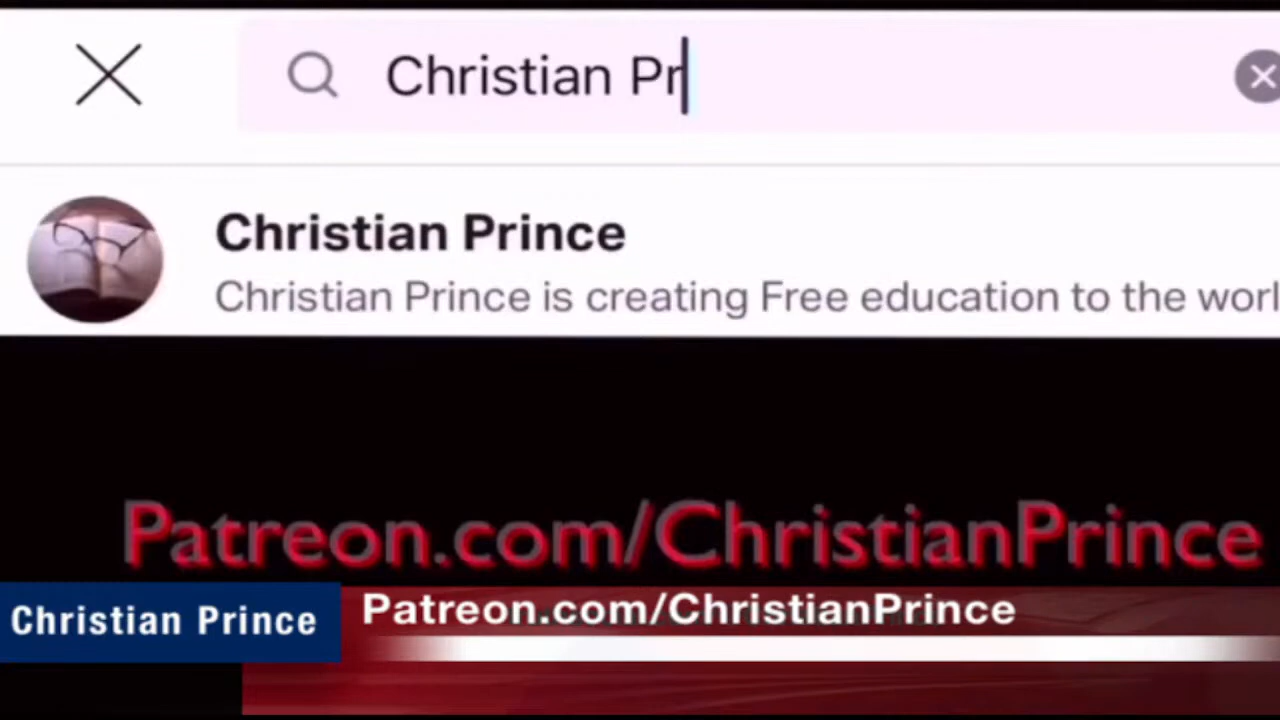 Christian Pr
Christian Prince
Christian Prince is creating Free education to the worl
Patreon.com/ChristianPrince
Christian Prince
Patreon.com/ChristianPrince